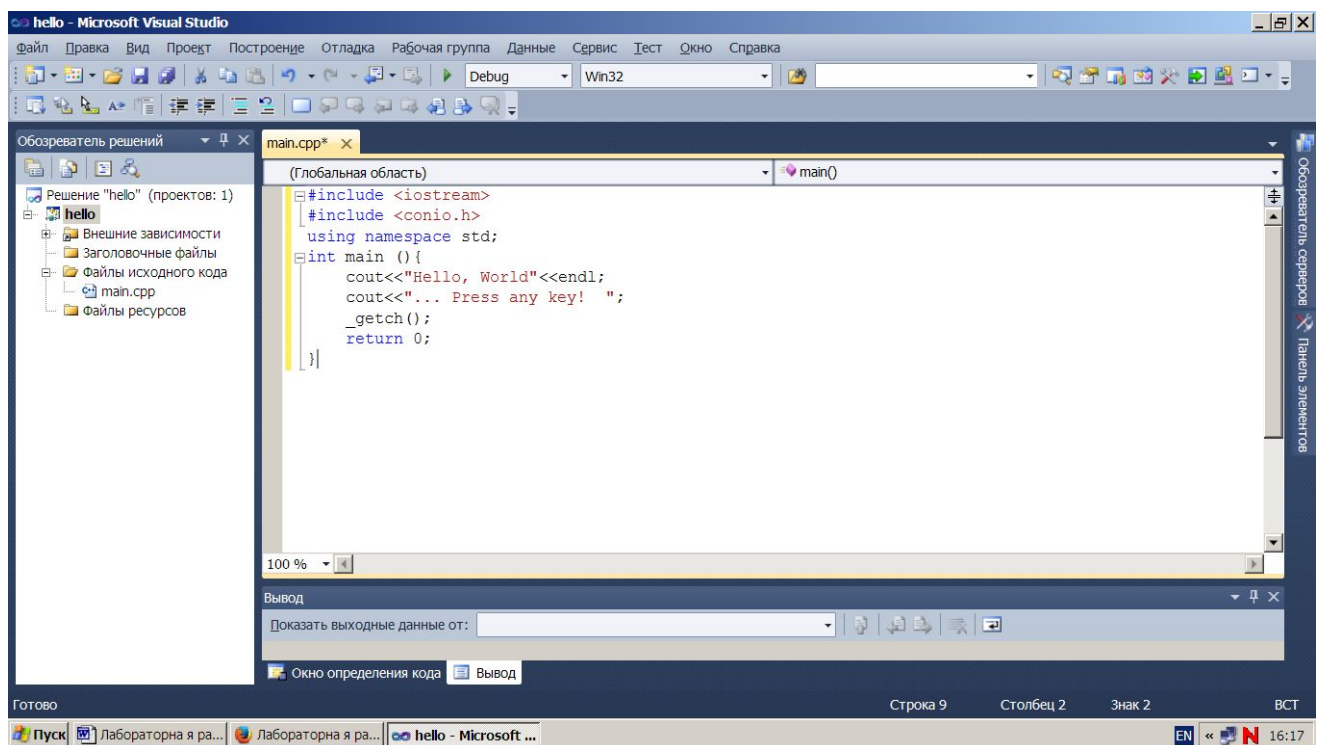 hello - Microsoft Visual Studio
Файл Правка Вид Проект Построение Отладка Рабочая группа Данные Сервис Тест Окно Справка
Debug Win32
Обозреватель решений
main.cpp*
(Глобальная область) main()
Решение "hello" (проектов: 1)
hello
Внешние зависимости
Заголовочные файлы
Файлы исходного кода
main.cpp
Файлы ресурсов
#include <iostream>
#include <conio.h>
using namespace std;
int main (){
cout<<"Hello, World"<<endl;
cout<<"... Press any key!  ";
_getch();
return 0;
}
Обозреватель серверов
Панель элементов
100 %
Вывод
Показать выходные данные от:
Окно определения кода Вывод
Готово Строка 9 Столбец 2 Знак 2 ВСТ
Пуск Лабораторна я ра... Лабораторна я ра... hello - Microsoft ... EN « 16:17